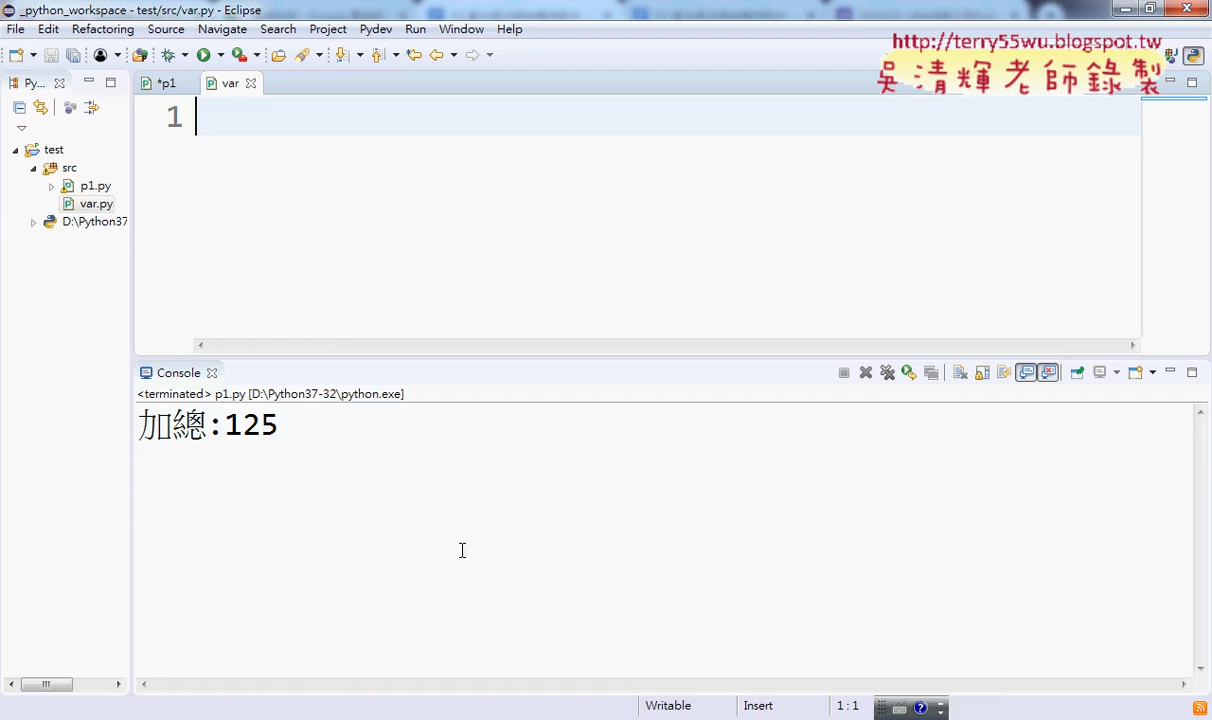 _python_workspace - test/src/var.py - Eclipse
File Edit Refactoring Source Navigate Search Project Pydev Run Window Help
http://terry55wu.blogspot.tw
吳清輝老師錄製
Py...
*p1
var
1
test
src
p1.py
var.py
D:\Python37
Console
<terminated> p1.py [D:\Python37-32\python.exe]
加總:125
Writable Insert 1:1